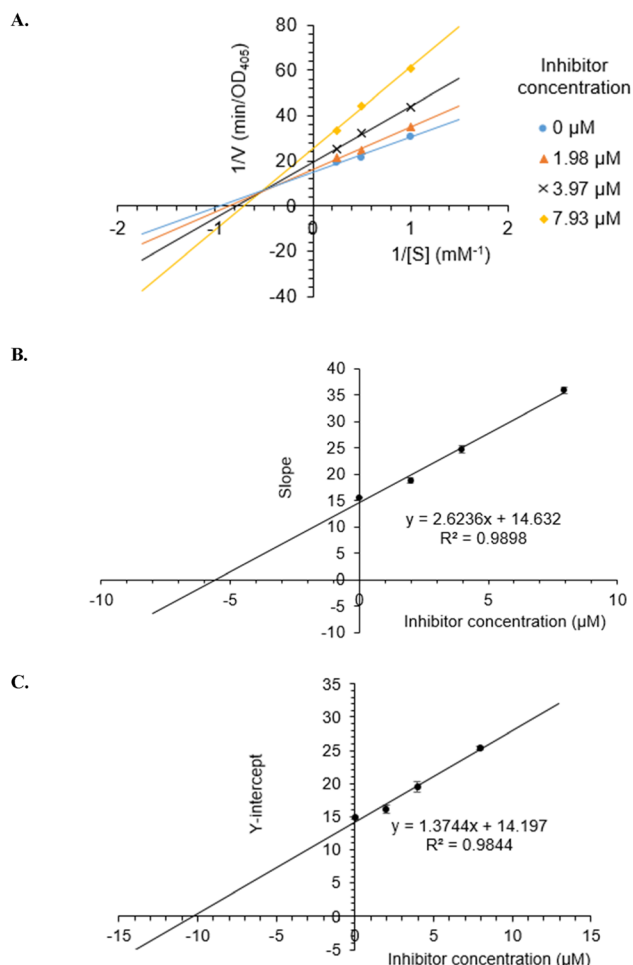 A.
1/V (min/OD₄₀₅)
80
60
40
20
0
-20
-40
-2
-1
0
1
2
1/[S] (mM⁻¹)
Inhibitor
concentration
0 µM
1.98 µM
3.97 µM
7.93 µM
B.
Slope
40
35
30
25
20
15
10
5
0
-5
-10
-10
-5
0
5
10
y = 2.6236x + 14.632
R² = 0.9898
Inhibitor concentration (µM)
C.
Y-intercept
35
30
25
20
15
10
5
0
-5
-15
-10
-5
0
5
10
15
y = 1.3744x + 14.197
R² = 0.9844
Inhibitor concentration (µM)